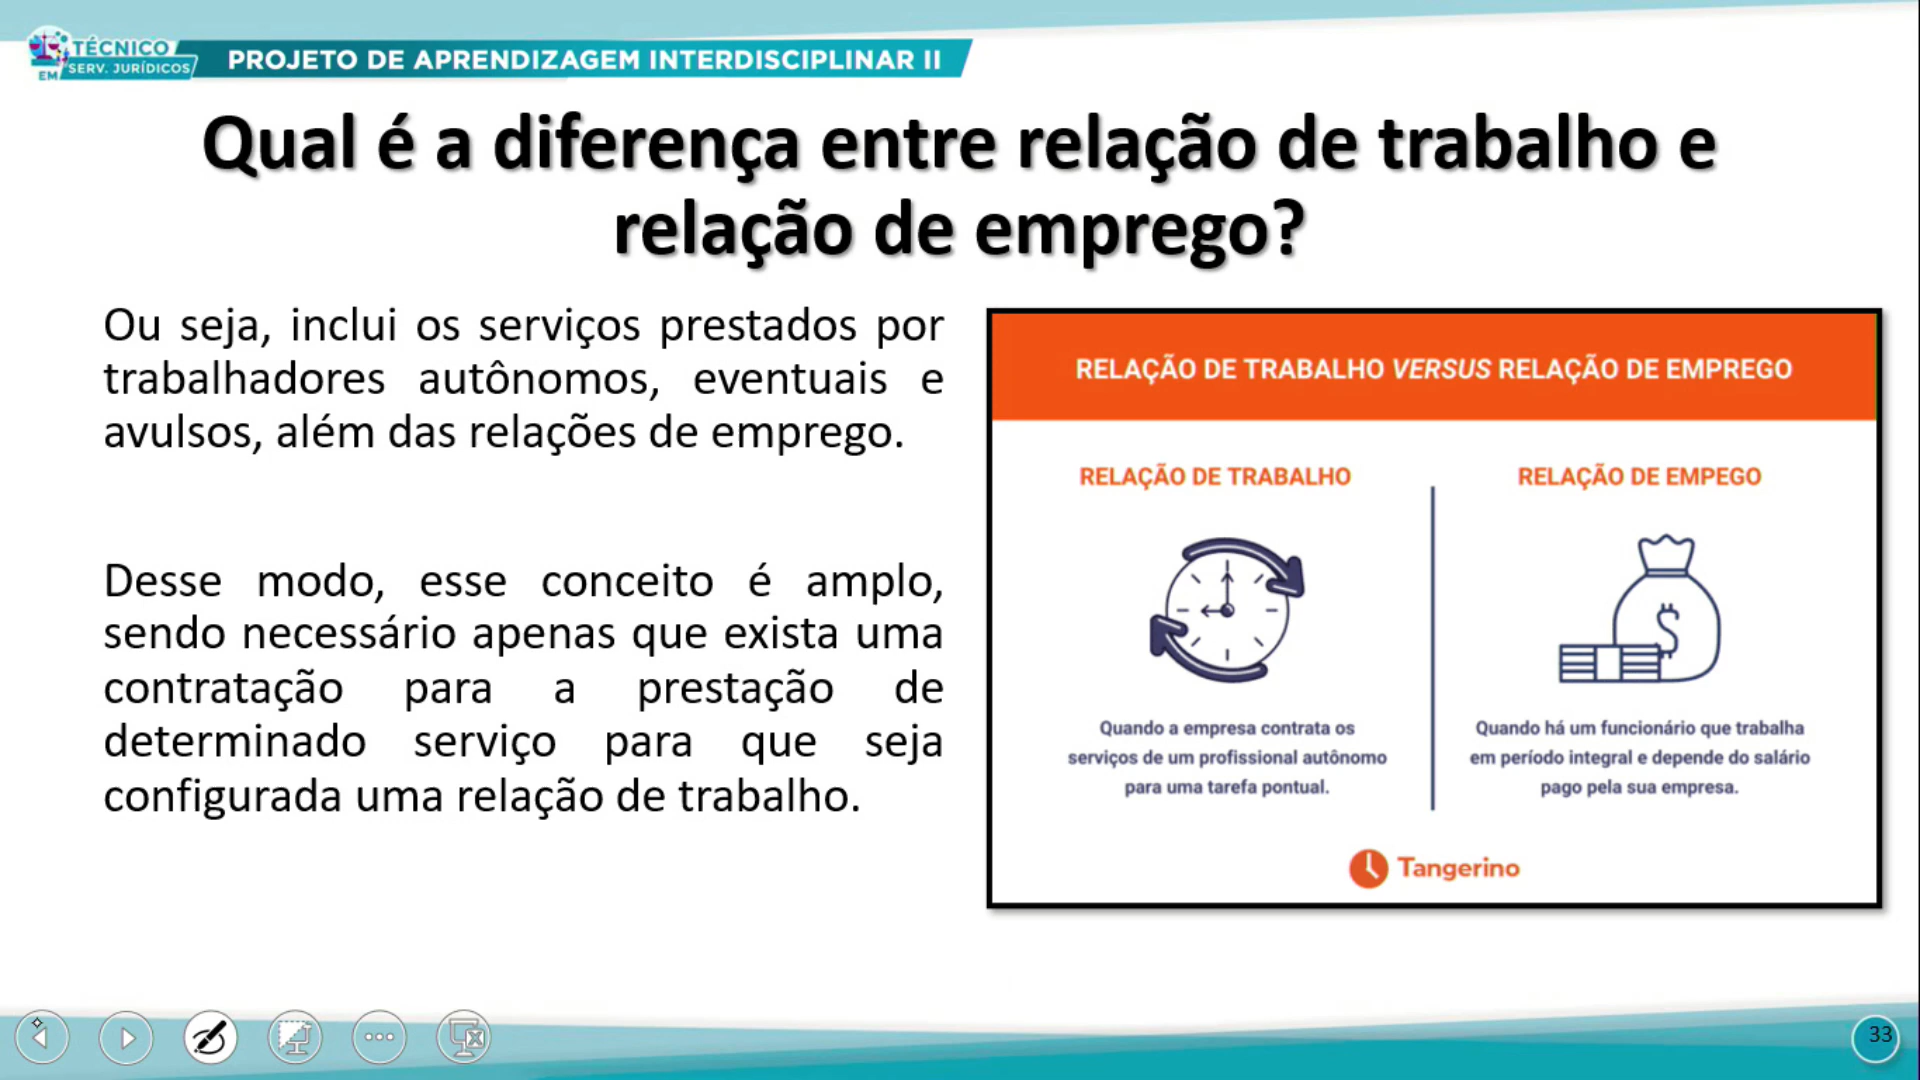 TÉCNICO
EM SERV. JURÍDICOS
PROJETO DE APRENDIZAGEM INTERDISCIPLINAR II
Qual é a diferença entre relação de trabalho e
relação de emprego?
Ou seja, inclui os serviços prestados por
trabalhadores autônomos, eventuais e
avulsos, além das relações de emprego.
Desse modo, esse conceito é amplo,
sendo necessário apenas que exista uma
contratação para a prestação de
determinado serviço para que seja
configurada uma relação de trabalho.
RELAÇÃO DE TRABALHO VERSUS RELAÇÃO DE EMPREGO
RELAÇÃO DE TRABALHO
Quando a empresa contrata os
serviços de um profissional autônomo
para uma tarefa pontual.
RELAÇÃO DE EMPEGO
$
Quando há um funcionário que trabalha
em período integral e depende do salário
pago pela sua empresa.
Tangerino
33